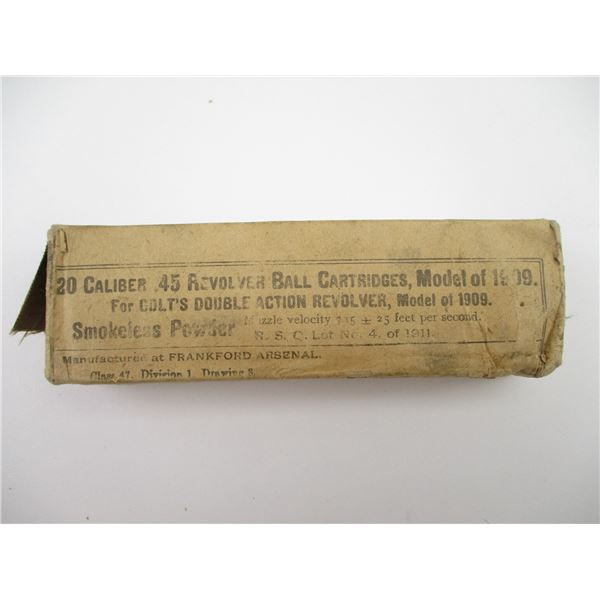 20 CALIBER .45 REVOLVER BALL CARTRIDGES, Model of 1909.
For COLT'S DOUBLE ACTION REVOLVER, Model of 1909.
Smokeless Powder Muzzle velocity 725 ± 25 feet per second.
R. S. Q. Lot No. 4. of 1911.
Manufactured at FRANKFORD ARSENAL.
Class 47, Division 1, Drawing 8.